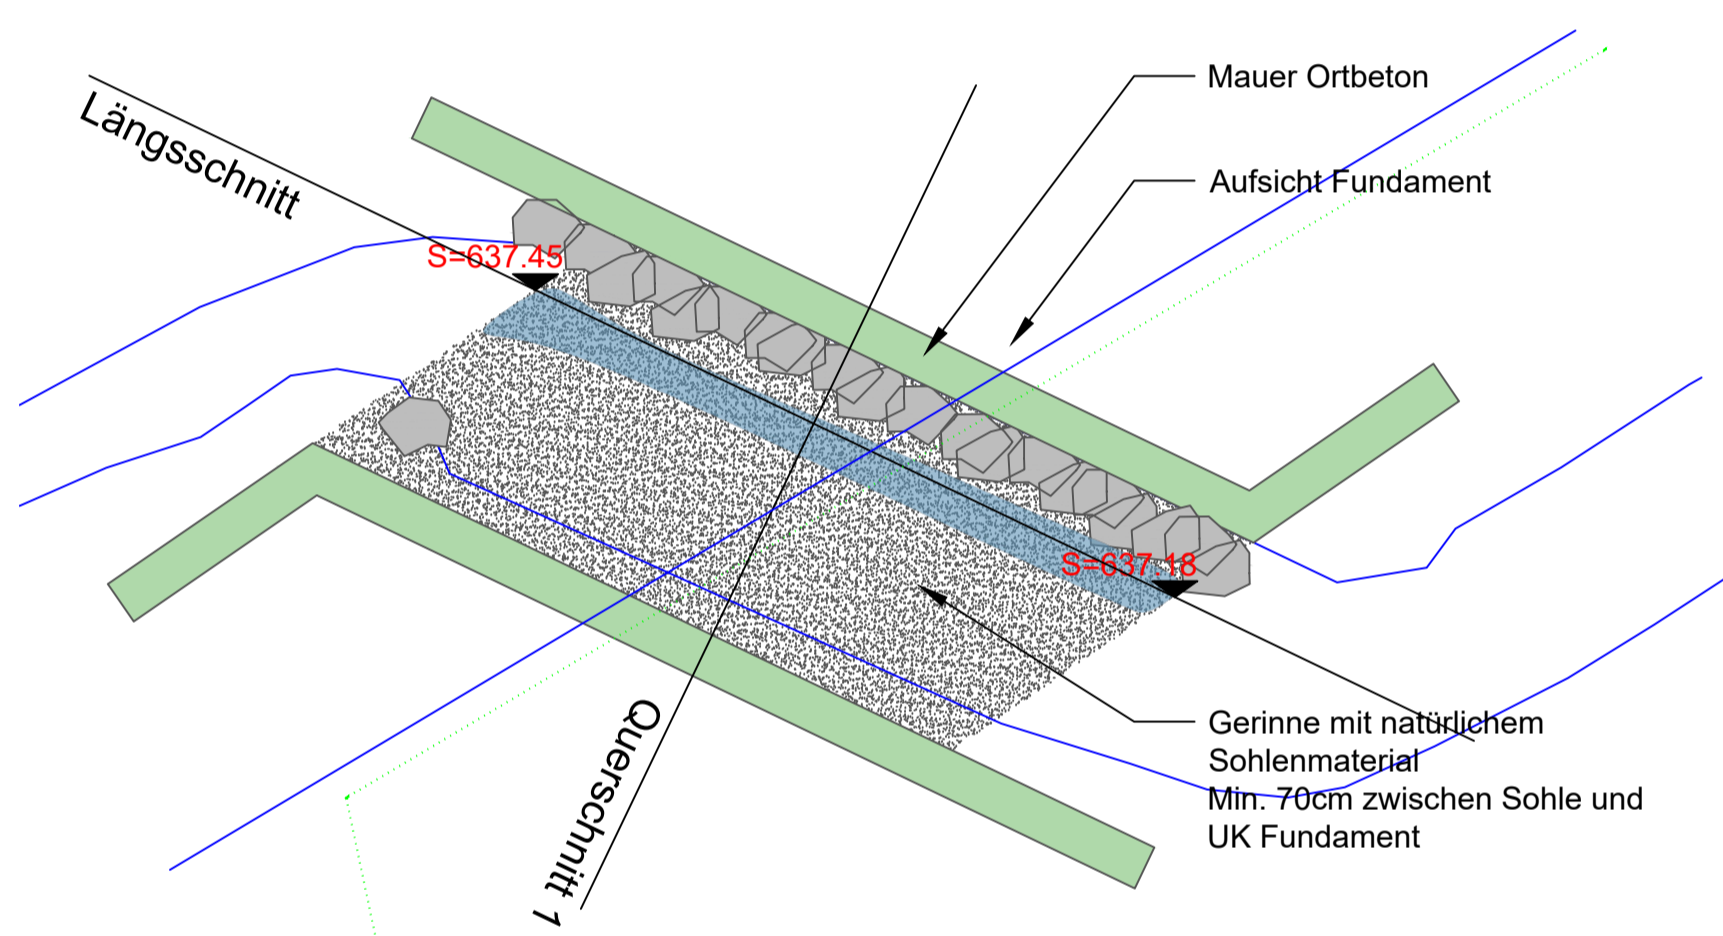 Mauer Ortbeton
Längsschnitt
Aufsicht Fundament
S=637.45
S=637.18
Gerinne mit natürlichem
Sohlenmaterial
Min. 70cm zwischen Sohle und
UK Fundament
Querschnitt 1